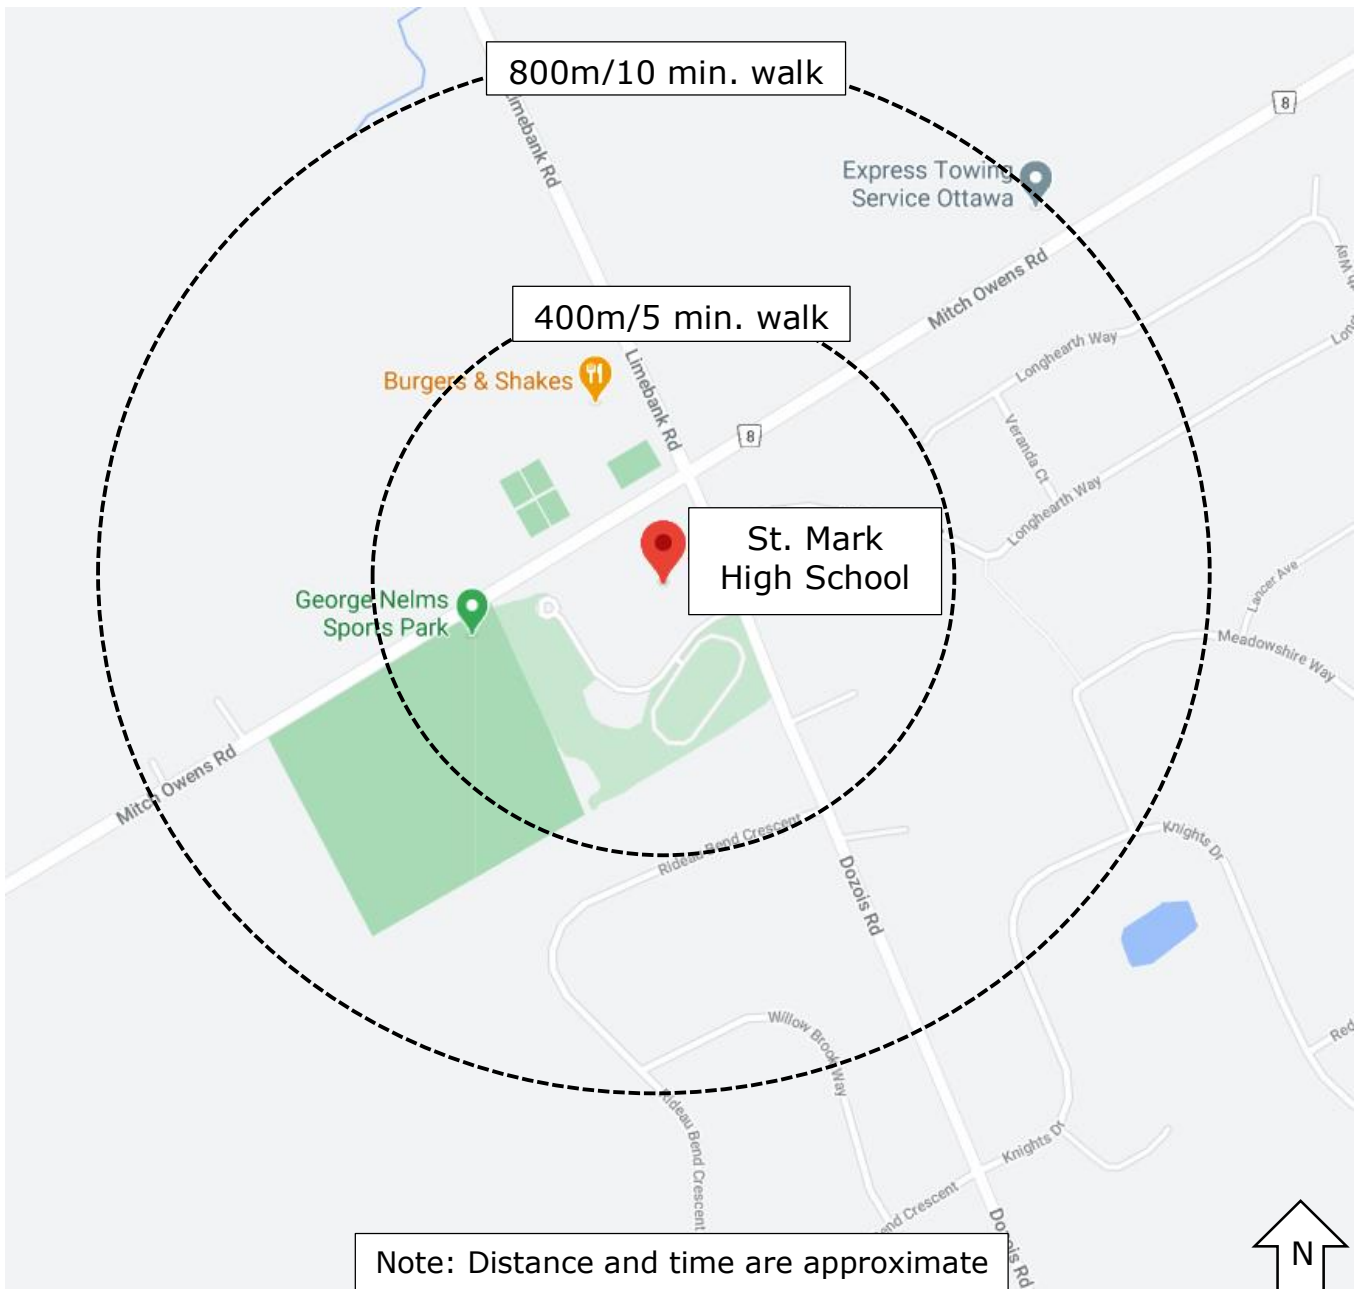 800m/10 min. walk
8
Limebank Rd
Express Towing
Service Ottawa
Mitch Owens Rd
400m/5 min. walk
Longhearth Way
Limebank Rd
Burgers & Shakes
8
Veranda Ct
Longhearth Way
St. Mark
High School
Lancer Ave
George Nelms
Sports Park
Meadowshire Way
Mitch Owens Rd
Rideau Bend Crescent
Knights Dr
Dozois Rd
Willow Brook Way
Red
Rideau Bend Crescent
Knights Dr
end Crescent
Dozois Rd
Note: Distance and time are approximate
N